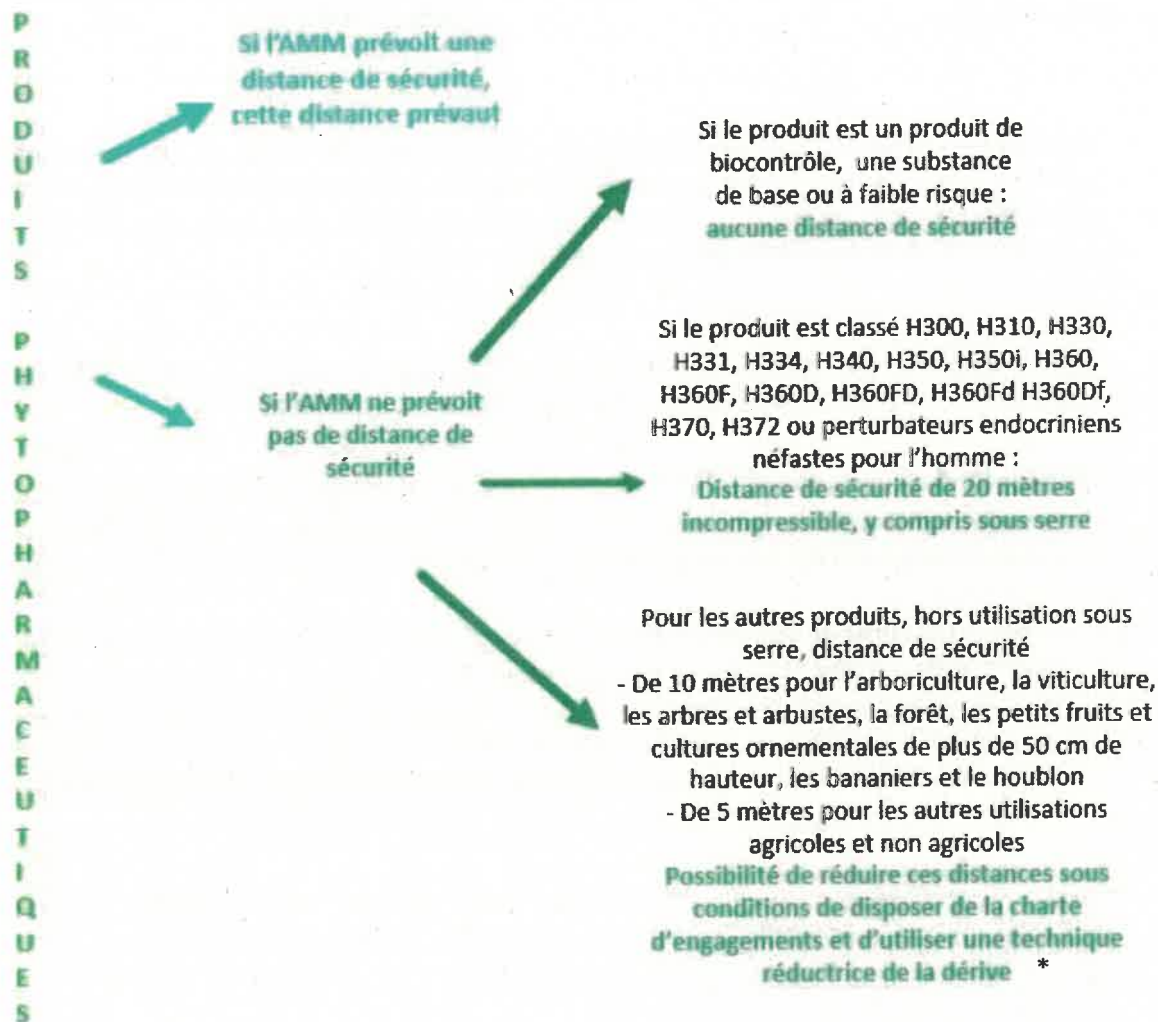 PRODUITS PHYTOPHARMACEUTIQUES
Si l'AMM prévoit une
distance de sécurité,
cette distance prévaut
Si l'AMM ne prévoit
pas de distance de
sécurité
Si le produit est un produit de
biocontrôle, une substance
de base ou à faible risque :
aucune distance de sécurité
Si le produit est classé H300, H310, H330,
H331, H334, H340, H350, H350i, H360,
H360F, H360D, H360FD, H360Fd H360Df,
H370, H372 ou perturbateurs endocriniens
néfastes pour l'homme :
Distance de sécurité de 20 mètres
incompressible, y compris sous serre
Pour les autres produits, hors utilisation sous
serre, distance de sécurité
- De 10 mètres pour l'arboriculture, la viticulture,
les arbres et arbustes, la forêt, les petits fruits et
cultures ornementales de plus de 50 cm de
hauteur, les bananiers et le houblon
- De 5 mètres pour les autres utilisations
agricoles et non agricoles
Possibilité de réduire ces distances sous
conditions de disposer de la charte
d'engagements et d'utiliser une technique
réductrice de la dérive *